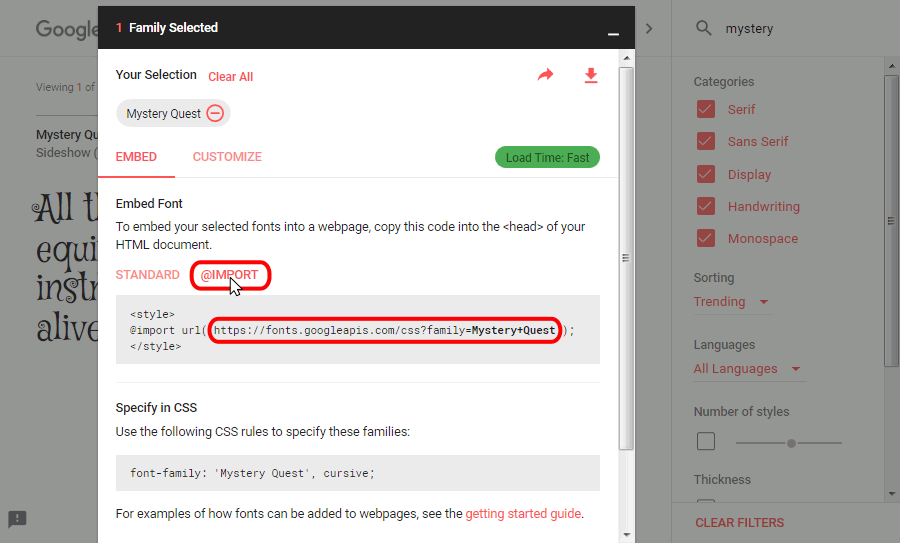 Google
1 Family Selected
mystery
Viewing 1 of
Your Selection Clear All
Mystery Quest
Mystery Qu
Sideshow (
EMBED CUSTOMIZE Load Time: Fast
All th
equi
instr
alive
Embed Font
To embed your selected fonts into a webpage, copy this code into the <head> of your
HTML document.
STANDARD @IMPORT
<style>
@import url( https://fonts.googleapis.com/css?family=Mystery+Quest );
</style>
Specify in CSS
Use the following CSS rules to specify these families:
font-family: 'Mystery Quest', cursive;
For examples of how fonts can be added to webpages, see the getting started guide.
Categories
Serif
Sans Serif
Display
Handwriting
Monospace
Sorting
Trending
Languages
All Languages
Number of styles
Thickness
CLEAR FILTERS